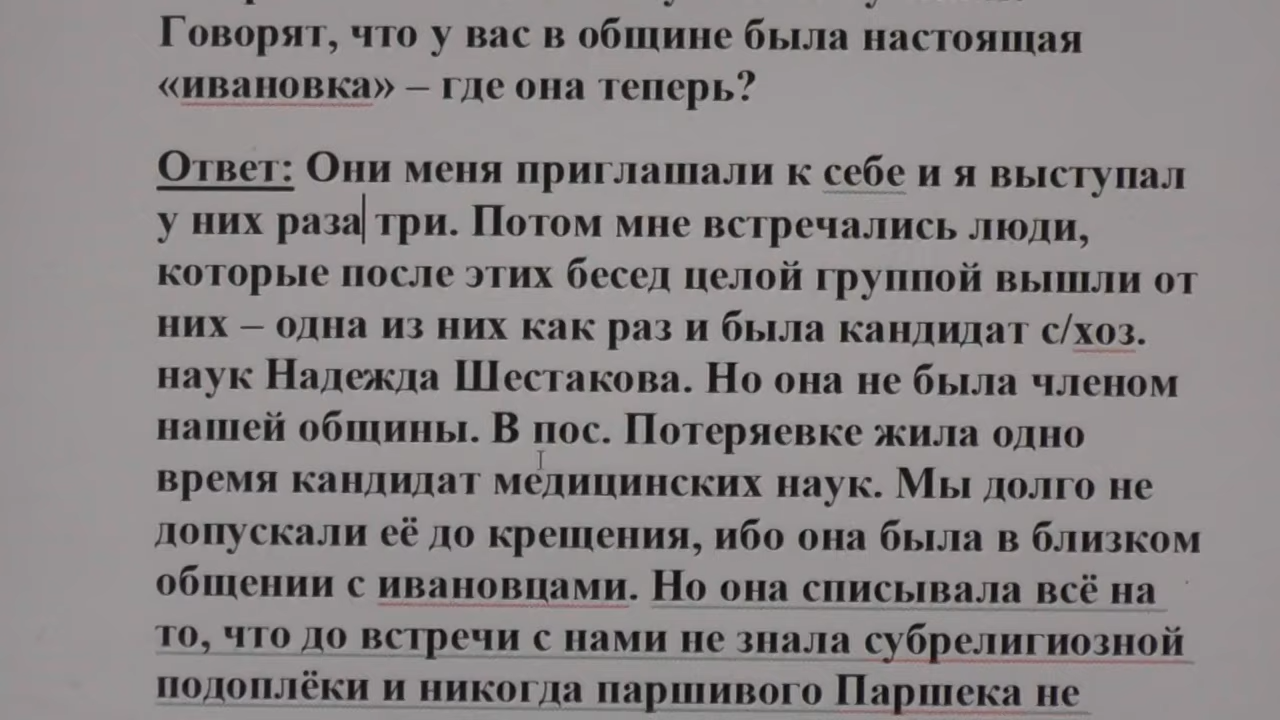 Говорят, что у вас в общине была настоящая
«ивановка» – где она теперь?
Ответ: Они меня приглашали к себе и я выступал
у них раза три. Потом мне встречались люди,
которые после этих бесед целой группой вышли от
них – одна из них как раз и была кандидат с/хоз.
наук Надежда Шестакова. Но она не была членом
нашей общины. В пос. Потеряевке жила одно
время кандидат медицинских наук. Мы долго не
допускали её до крещения, ибо она была в близком
общении с ивановцами. Но она списывала всё на
то, что до встречи с нами не знала субрелигиозной
подоплёки и никогда паршивого Паршека не